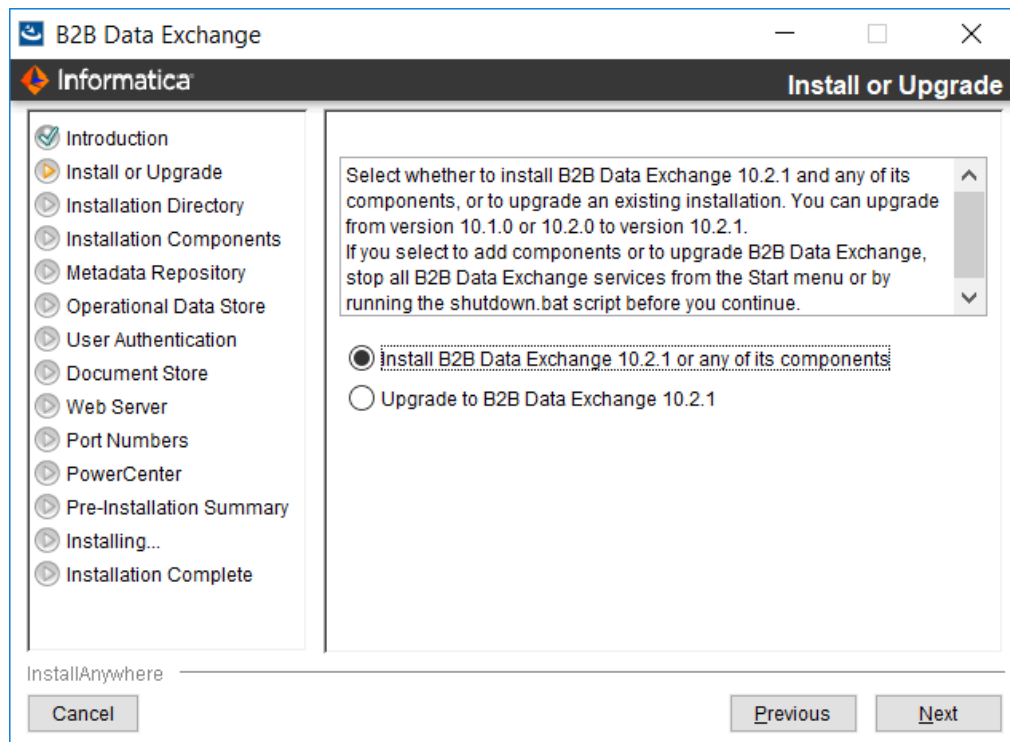 B2B Data Exchange
Informatica
Install or Upgrade
Introduction
Install or Upgrade
Installation Directory
Installation Components
Metadata Repository
Operational Data Store
User Authentication
Document Store
Web Server
Port Numbers
PowerCenter
Pre-Installation Summary
Installing...
Installation Complete
Select whether to install B2B Data Exchange 10.2.1 and any of its
components, or to upgrade an existing installation. You can upgrade
from version 10.1.0 or 10.2.0 to version 10.2.1.
If you select to add components or to upgrade B2B Data Exchange,
stop all B2B Data Exchange services from the Start menu or by
running the shutdown.bat script before you continue.
Install B2B Data Exchange 10.2.1 or any of its components
Upgrade to B2B Data Exchange 10.2.1
InstallAnywhere
Cancel
Previous
Next